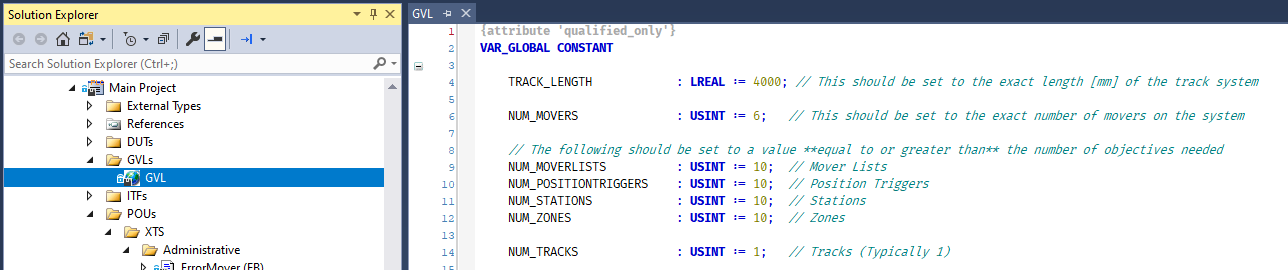 Solution Explorer
Search Solution Explorer (Ctrl+;)
Main Project
External Types
References
DUTs
GVLs
GVL
ITFs
POUs
XTS
Administrative
ErrorMover (FB)
GVL
1 {attribute 'qualified_only'}
2 VAR_GLOBAL CONSTANT
3
4 TRACK_LENGTH : LREAL := 4000; // This should be set to the exact length [mm] of the track system
5
6 NUM_MOVERS : USINT := 6; // This should be set to the exact number of movers on the system
7
8 // The following should be set to a value **equal to or greater than** the number of objectives needed
9 NUM_MOVERLISTS : USINT := 10; // Mover Lists
10 NUM_POSITIONTRIGGERS : USINT := 10; // Position Triggers
11 NUM_STATIONS : USINT := 10; // Stations
12 NUM_ZONES : USINT := 10; // Zones
13
14 NUM_TRACKS : USINT := 1; // Tracks (Typically 1)
15